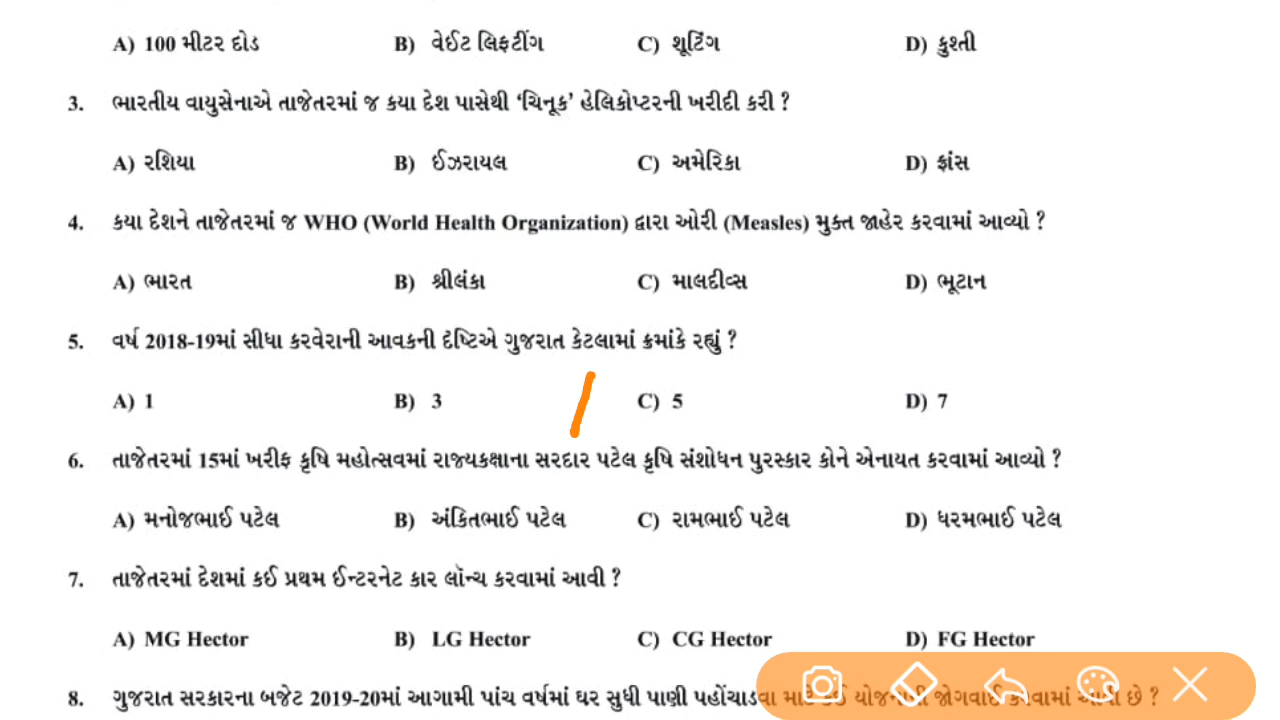 A) 100 મીટર દોડ B) વેઈટ લિફટીંગ C) શૂટિંગ D) કુશ્તી
3. ભારતીય વાયુસેનાએ તાજેતરમાં જ કયા દેશ પાસેથી ‘ચિનૂક’ હેલિકોપ્ટરની ખરીદી કરી ?
A) રશિયા B) ઈઝરાયલ C) અમેરિકા D) ફ્રાંસ
4. કયા દેશને તાજેતરમાં જ WHO (World Health Organization) દ્વારા ઓરી (Measles) મુક્ત જાહેર કરવામાં આવ્યો ?
A) ભારત B) શ્રીલંકા C) માલદીવ્સ D) ભૂટાન
5. વર્ષ 2018-19માં સીધા કરવેરાની આવકની દૃષ્ટિએ ગુજરાત કેટલામાં ક્રમાંકે રહ્યું ?
A) 1 B) 3 C) 5 D) 7
6. તાજેતરમાં 15માં ખરીફ કૃષિ મહોત્સવમાં રાજ્યકક્ષાના સરદાર પટેલ કૃષિ સંશોધન પુરસ્કાર કોને એનાયત કરવામાં આવ્યો ?
A) મનોજભાઈ પટેલ B) અંકિતભાઈ પટેલ C) રામભાઈ પટેલ D) ધરમભાઈ પટેલ
7. તાજેતરમાં દેશમાં કઈ પ્રથમ ઈન્ટરનેટ કાર લૉન્ચ કરવામાં આવી ?
A) MG Hector B) LG Hector C) CG Hector D) FG Hector
8. ગુજરાત સરકારના બજેટ 2019-20માં આગામી પાંચ વર્ષમાં ઘર સુધી પાણી પહોંચાડવા માટે જોગવાઈ કરવામાં આવી છે ?